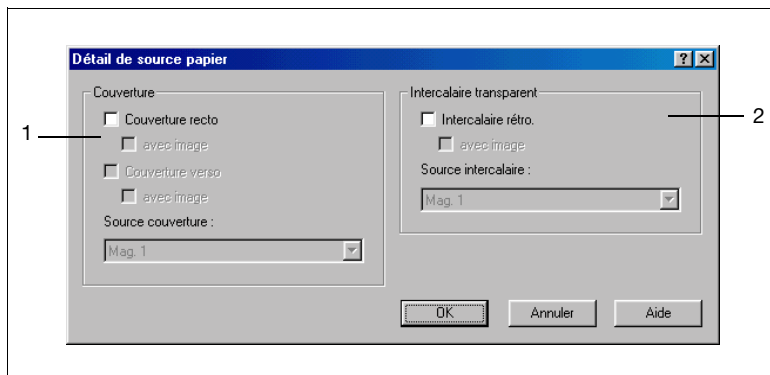 Détail de source papier
Couverture
Couverture recto
avec image
Couverture verso
avec image
Source couverture :
Mag. 1
1
Intercalaire transparent
Intercalaire rétro.
avec image
Source intercalaire :
Mag. 1
2
OK
Annuler
Aide